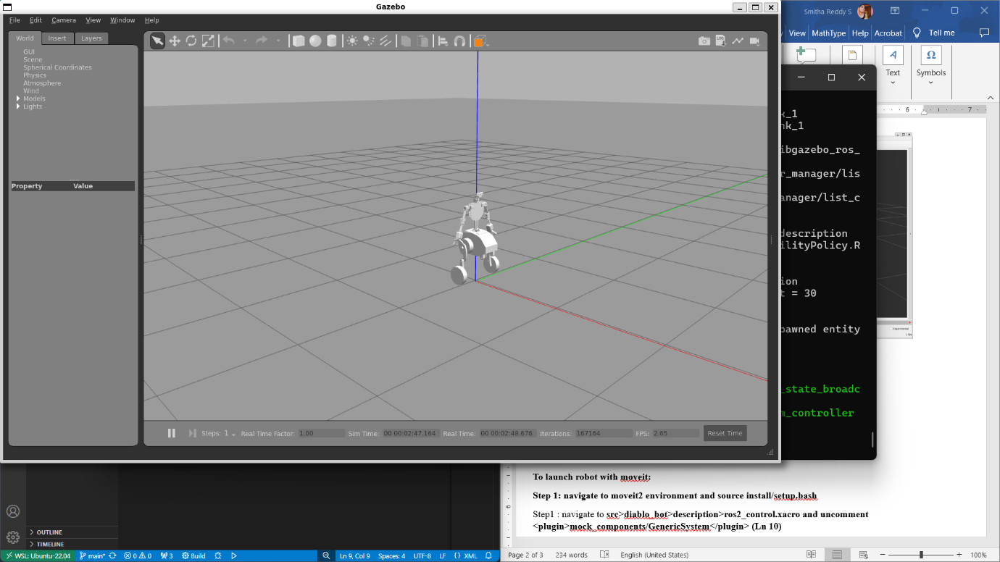 Gazebo
File Edit Camera View Window Help
World Insert Layers
GUI
Scene
Spherical Coordinates
Physics
Atmosphere
Wind
Models
Lights
Property Value
Steps: 1 Real Time Factor: 1.00 Sim Time: 00 00:02:47.164 Real Time: 00 00:02:48.676 Iterations: 167164 FPS: 2.65 Reset Time
Smitha Reddy S
View MathType Help Acrobat Tell me
Text Symbols
6 7
k_1
nk_1
ibgazebo_ros_
r_manager/lis
anager/list_c
description
ilityPolicy.R
ion
t = 30
pawned entity
_state_broadc
m_controller
To launch robot with moveit:
Step 1: navigate to moveit2 environment and source install/setup.bash
Step1 : navigate to src>diablo_bot>description>ros2_control.xacro and uncomment
<plugin>mock_components/GenericSystem</plugin> (Ln 10)
OUTLINE
TIMELINE
WSL: Ubuntu-22.04 main* 0 0 3 Build Ln 9, Col 9 Spaces: 4 UTF-8 LF {} XML
Page 2 of 3 234 words English (United States) 100%